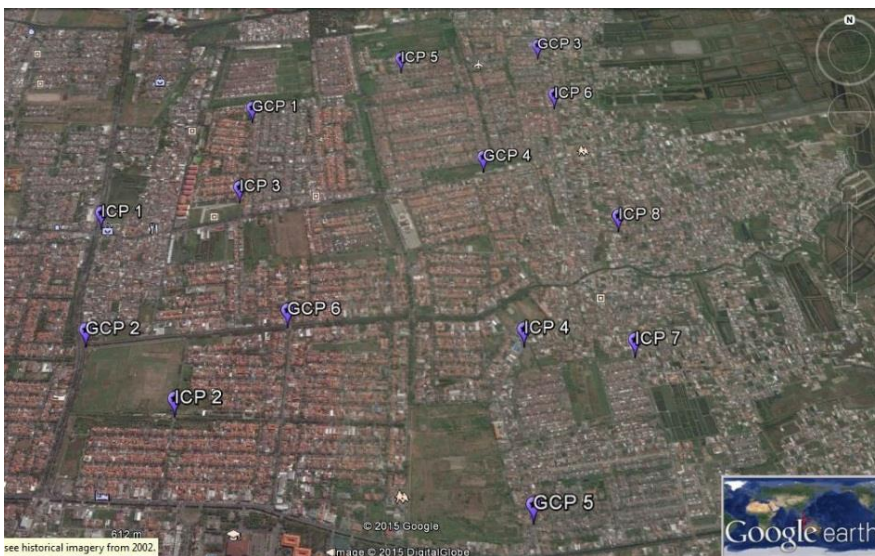 N
GCP 3
ICP 5
ICP 6
GCP 1
GCP 4
ICP 3
ICP 1
ICP 8
GCP 6
GCP 2
ICP 4
ICP 7
ICP 2
GCP 5
© 2015 Google
612 m
Image © 2015 DigitalGlobe
see historical imagery from 2002.
Google earth